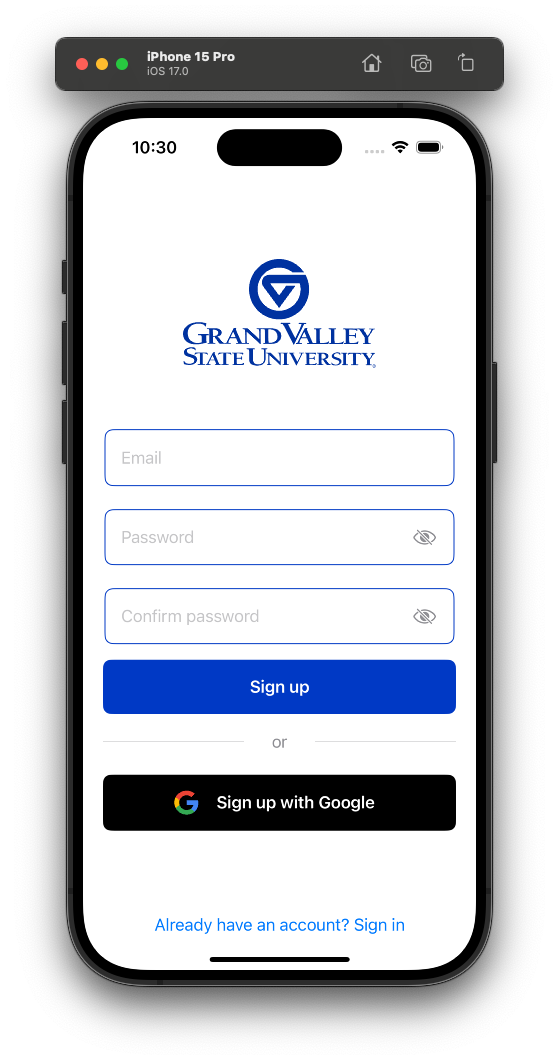 iPhone 15 Pro
iOS 17.0
10:30
GRAND VALLEY
STATE UNIVERSITY®
Email
Password
Confirm password
Sign up
or
Sign up with Google
Already have an account? Sign in